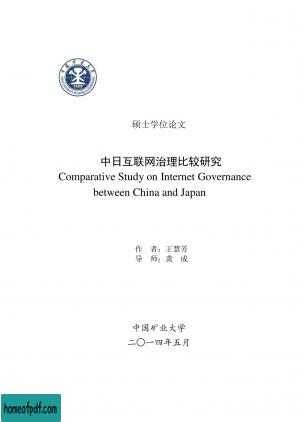 硕士学位论文
中日互联网治理比较研究
Comparative Study on Internet Governance
between China and Japan
作 者：王慧芳
导 师：龚 成
中国矿业大学
二〇一四年五月
homeofpdf.com